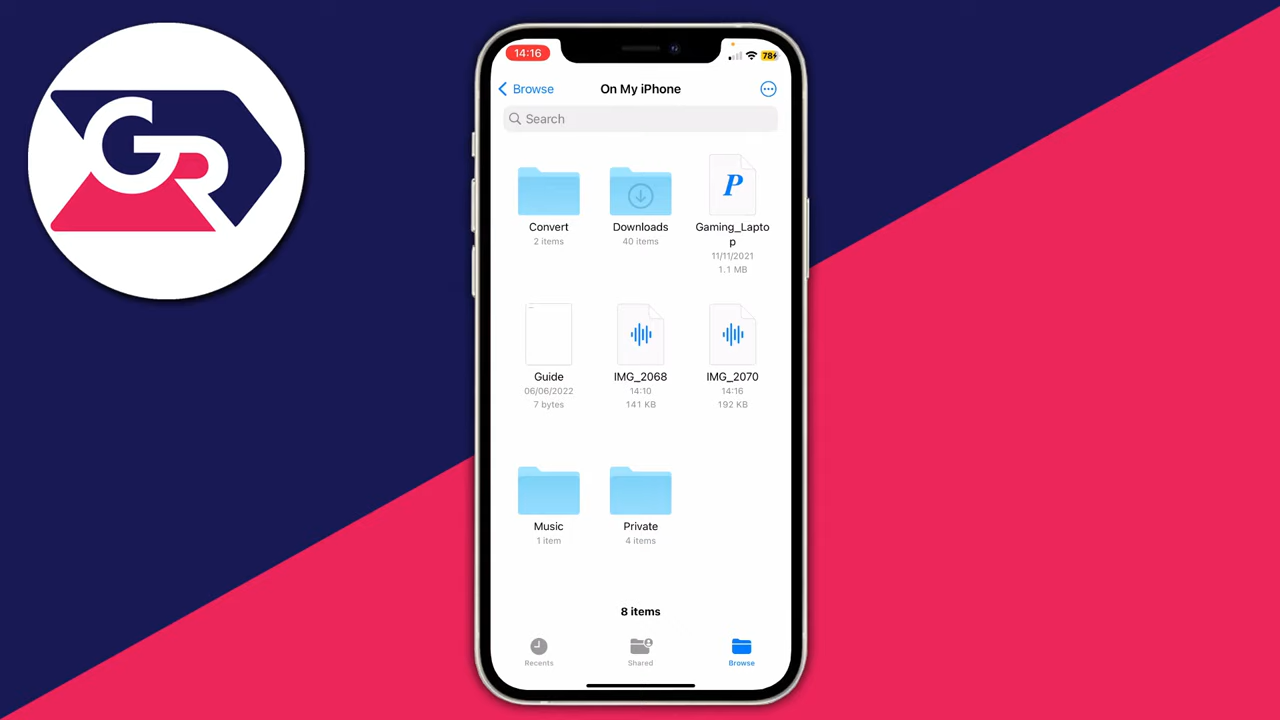 GR
14:16
78
Browse
On My iPhone
Search
Convert
2 items
Downloads
40 items
P
Gaming_Lapto
p
11/11/2021
1.1 MB
Guide
06/06/2022
7 bytes
IMG_2068
14:10
141 KB
IMG_2070
14:16
192 KB
Music
1 item
Private
4 items
8 items
Recents
Shared
Browse